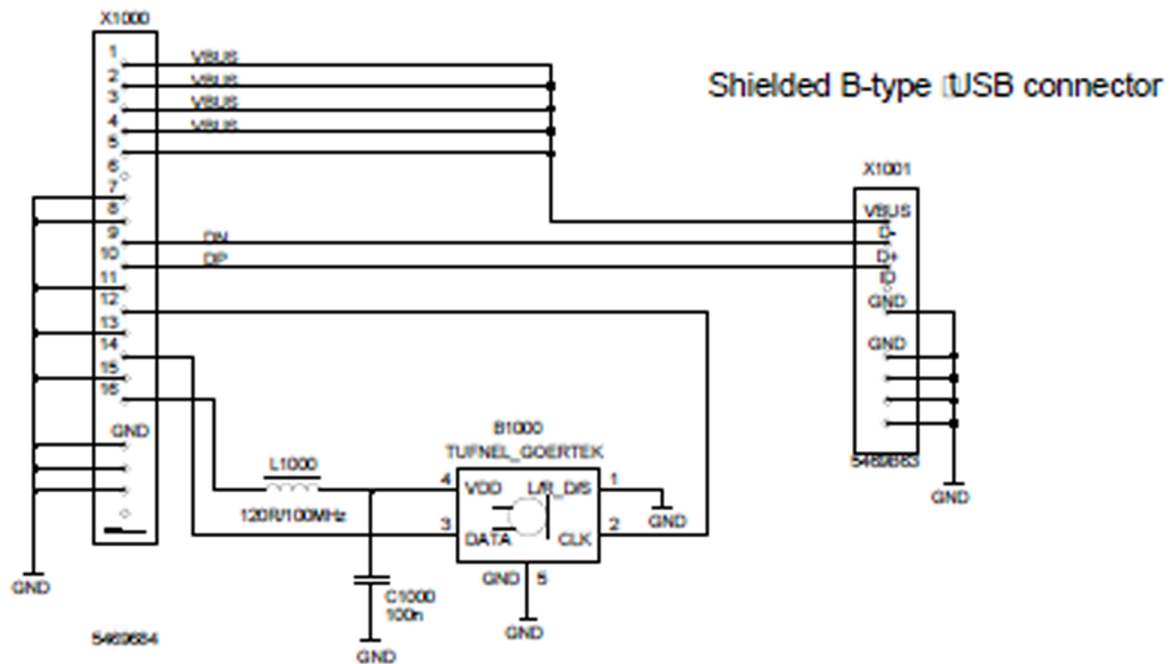 X1000
1
2
3
4
5
6
7
8
9
10
11
12
13
14
15
16
GND
VBUS
VBUS
VBUS
VBUS
DN
DP
Shielded B-type USB connector
X1001
VBUS
D-
D+
ID
GND
GND
5469B63
GND
B1000
TUFNEL_GOERTEK
L1000
120R/100MHz
4
VDD
L/R_D/S
1
3
DATA
CLK
2
GND
GND
5
C1000
100n
GND
GND
GND
5469684